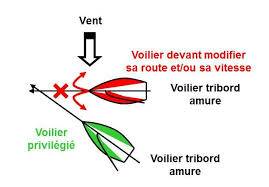 Vent
Voilier devant modifier
sa route et/ou sa vitesse
Voilier tribord
amure
Voilier
privilégié
Voilier tribord
amure